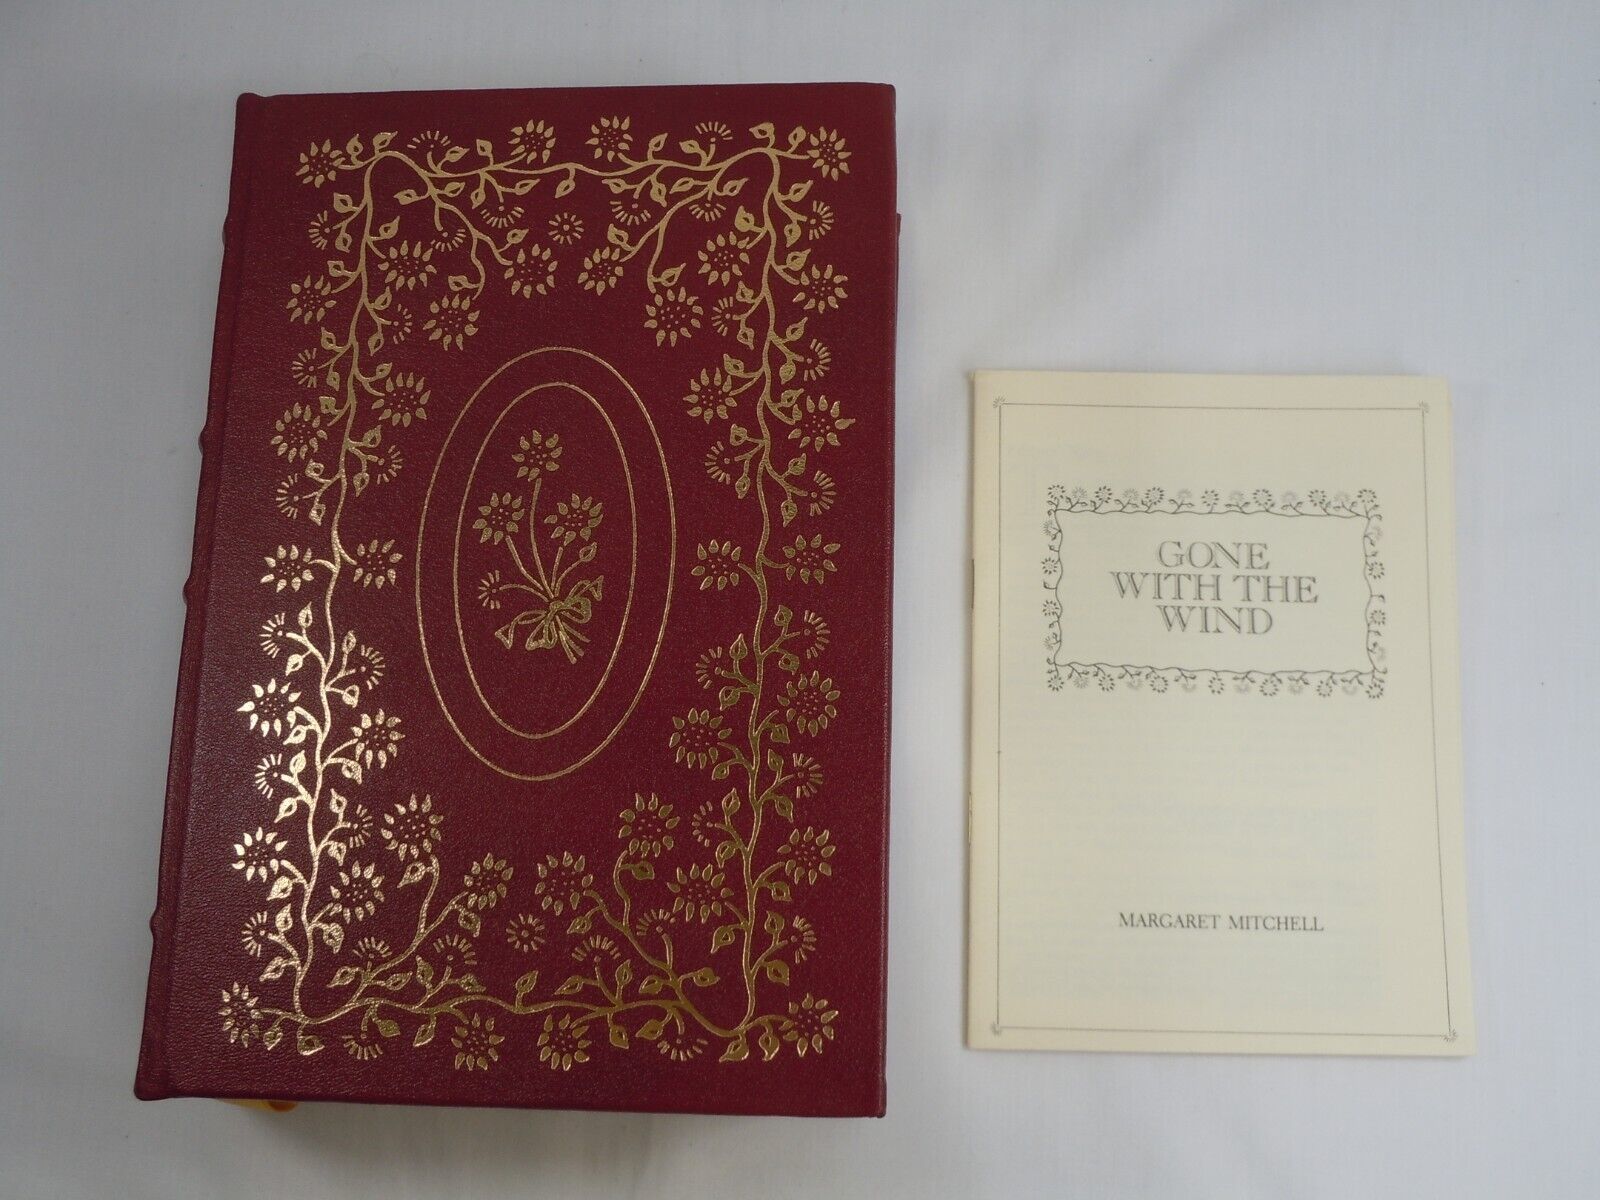 GONE
WITH THE
WIND
MARGARET MITCHELL